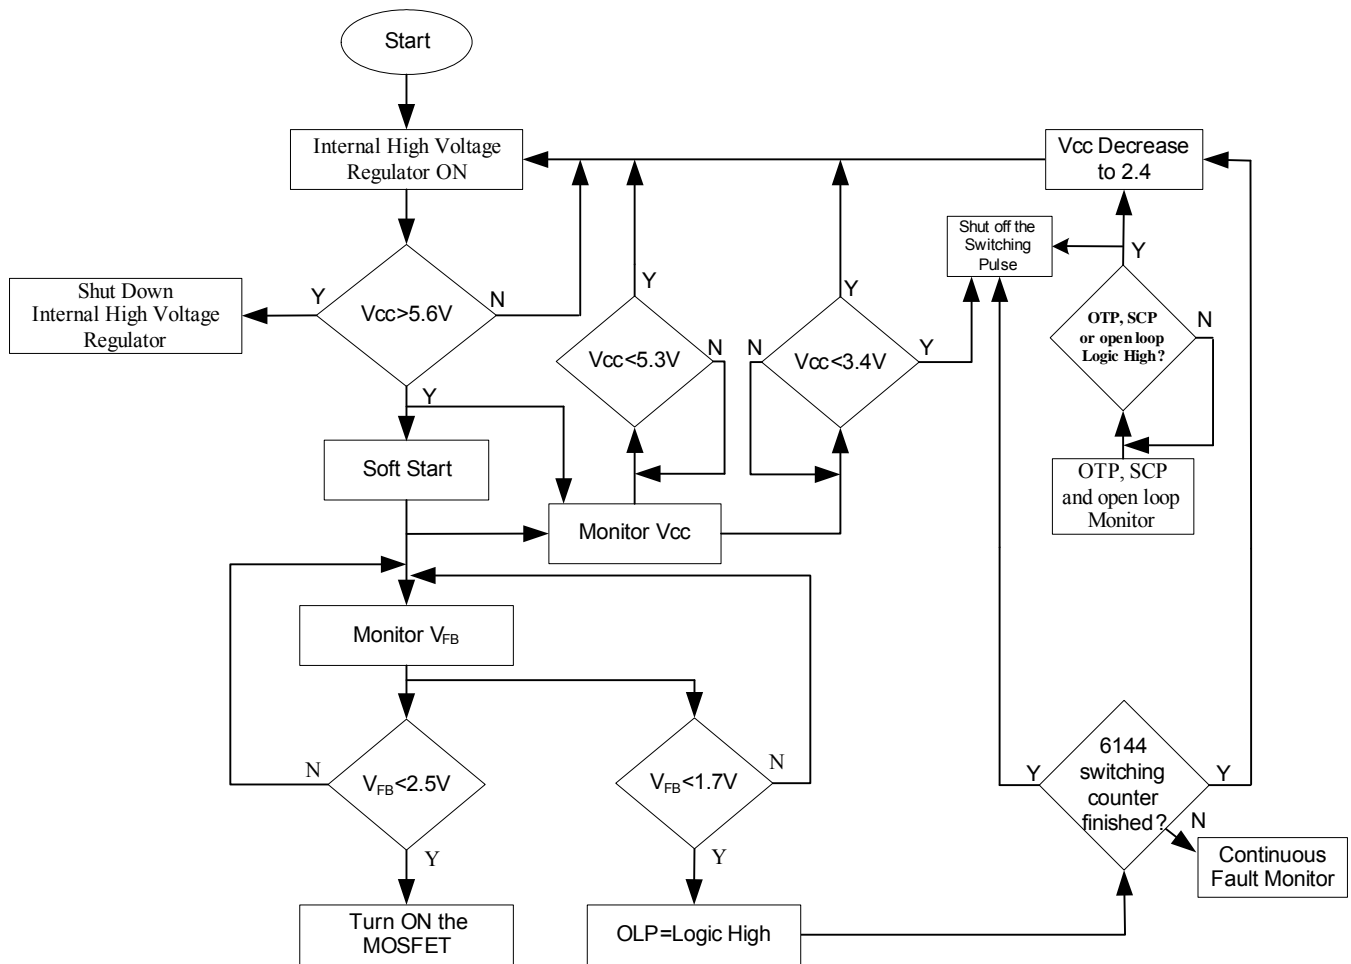 Start
Internal High Voltage
Regulator ON
Vcc Decrease
to 2.4
Shut off the
Switching
Pulse
Y
Shut Down
Internal High Voltage
Regulator
Y
Vcc>5.6V
N
Y
Y
OTP, SCP
or open loop
Logic High?
N
Vcc<5.3V
N
N
Vcc<3.4V
Y
Y
Soft Start
OTP, SCP
and open loop
Monitor
Monitor Vcc
Monitor VFB
N
VFB<2.5V
VFB<1.7V
N
Y
6144
switching
counter
finished?
Y
N
Y
Y
Continuous
Fault Monitor
Turn ON the
MOSFET
OLP=Logic High